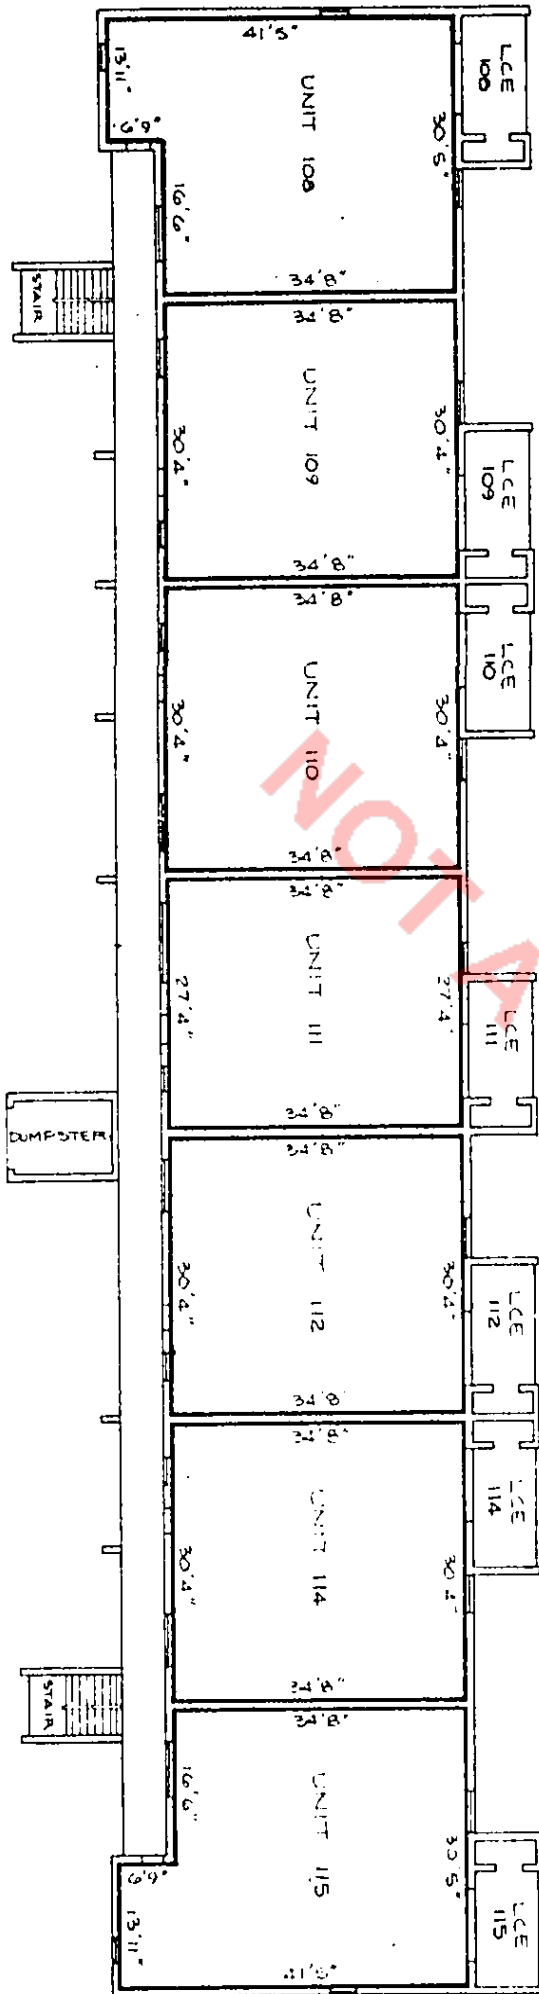 41'5"
13'11"
6'9"
16'6"
UNIT 108
30'5"
34'8"
LCE
108
STAIR
34'8"
UNIT 109
30'4"
30'4"
34'8"
LCE
109
34'8"
UNIT 110
30'4"
30'4"
34'8"
LCE
110
NOT A
34'8"
UNIT 111
27'4"
27'4"
34'8"
LCE
111
DUMPSTER
34'8"
UNIT 112
30'4"
30'4"
34'8
LCE
112
34'8"
UNIT 114
30'4"
30'4"
34'8"
LCE
114
STAIR
34'8"
UNIT 115
16'6"
30'5"
6'9"
13'11"
LCE
115